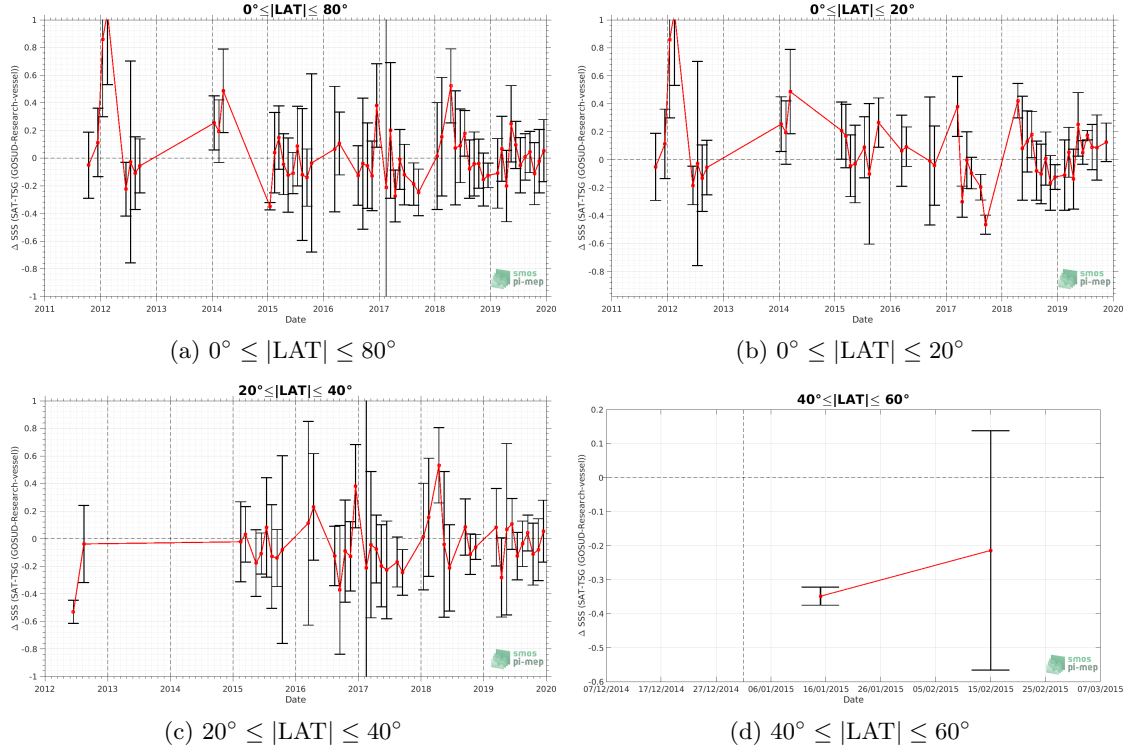 0°≤|LAT|≤ 80°
Δ SSS (SAT-TSG (GOSUD-Research-vessel))
1
0.8
0.6
0.4
0.2
0
-0.2
-0.4
-0.6
-0.8
-1
2011 2012 2013 2014 2015 2016 2017 2018 2019 2020
Date
smos
pi-mep
(a) 0° ≤ |LAT| ≤ 80°
0°≤|LAT|≤ 20°
Δ SSS (SAT-TSG (GOSUD-Research-vessel))
1
0.8
0.6
0.4
0.2
0
-0.2
-0.4
-0.6
-0.8
2011 2012 2013 2014 2015 2016 2017 2018 2019 2020
Date
smos
pi-mep
(b) 0° ≤ |LAT| ≤ 20°
20°≤|LAT|≤ 40°
Δ SSS (SAT-TSG (GOSUD-Research-vessel))
1
0.8
0.6
0.4
0.2
0
-0.2
-0.4
-0.6
-0.8
-1
2012 2013 2014 2015 2016 2017 2018 2019 2020
Date
smos
pi-mep
(c) 20° ≤ |LAT| ≤ 40°
40°≤|LAT|≤ 60°
Δ SSS (SAT-TSG (GOSUD-Research-vessel))
0.2
0.1
0
-0.1
-0.2
-0.3
-0.4
-0.5
-0.6
07/12/2014 17/12/2014 27/12/2014 06/01/2015 16/01/2015 26/01/2015 05/02/2015 15/02/2015 25/02/2015 07/03/2015
Date
smos
pi-mep
(d) 40° ≤ |LAT| ≤ 60°